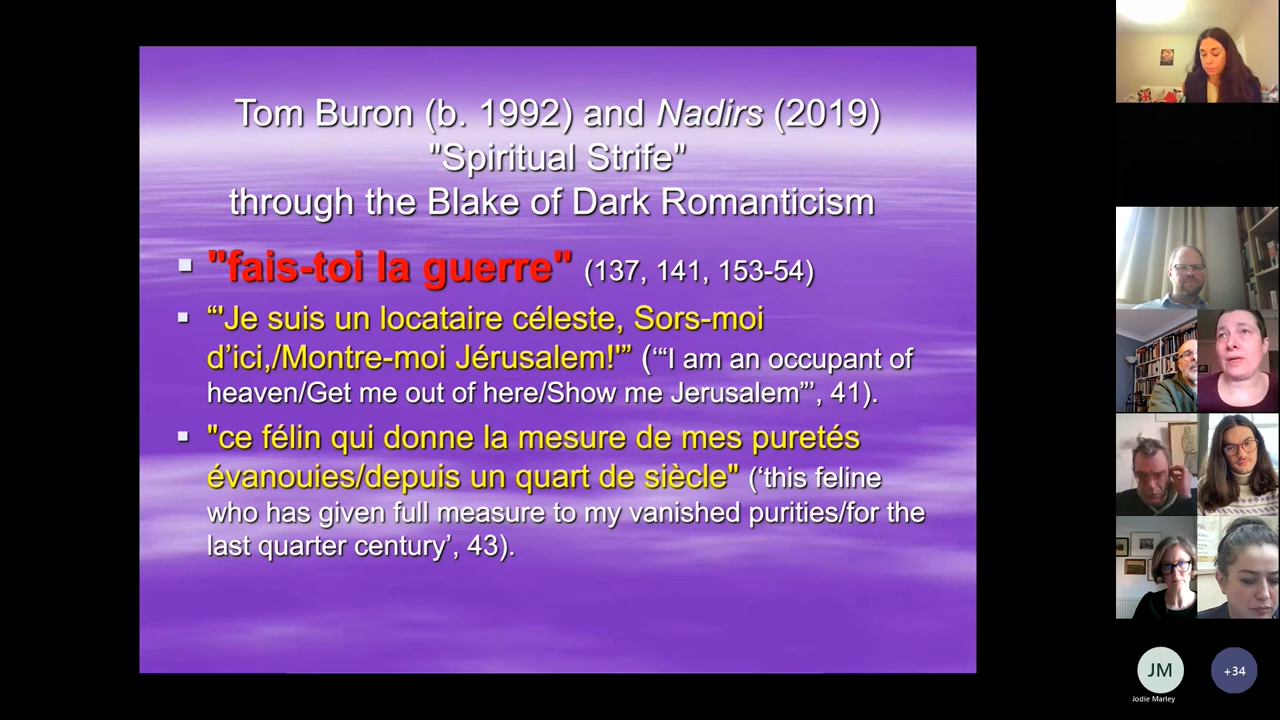 Tom Buron (b. 1992) and Nadirs (2019)
"Spiritual Strife"
through the Blake of Dark Romanticism
"fais-toi la guerre" (137, 141, 153-54)
“'Je suis un locataire céleste, Sors-moi
d’ici,/Montre-moi Jérusalem!'” (‘“I am an occupant of
heaven/Get me out of here/Show me Jerusalem”’, 41).
"ce félin qui donne la mesure de mes puretés
évanouies/depuis un quart de siècle" (‘this feline
who has given full measure to my vanished purities/for the
last quarter century’, 43).
JM
Jodie Marley
+34